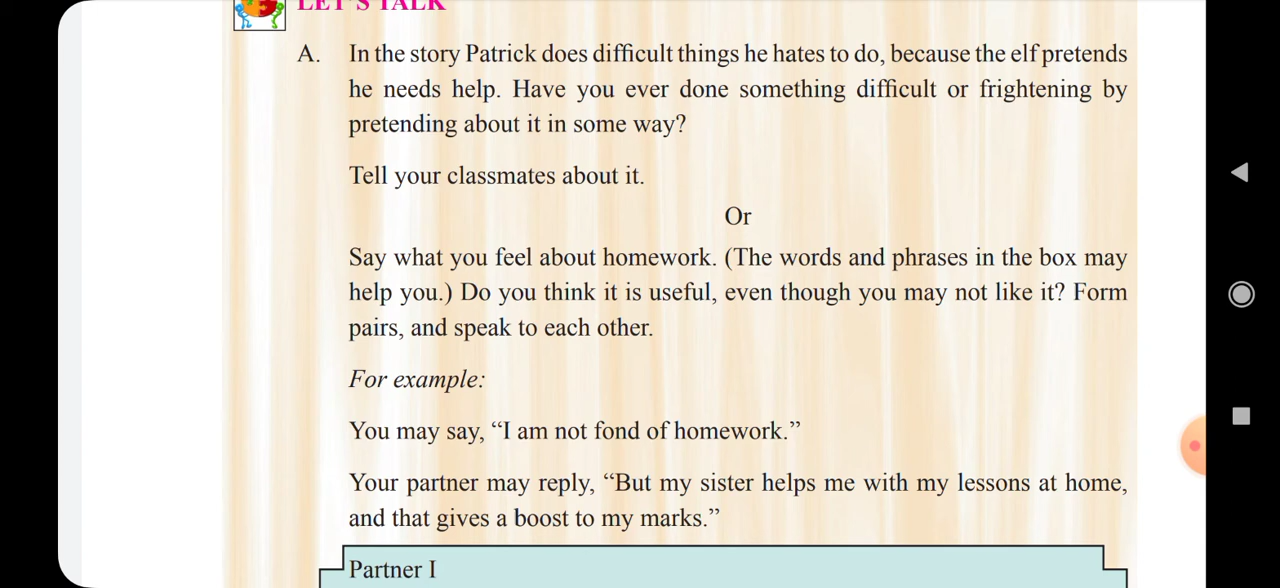 LET'S TALK
A. In the story Patrick does difficult things he hates to do, because the elf pretends
he needs help. Have you ever done something difficult or frightening by
pretending about it in some way?
Tell your classmates about it.
Or
Say what you feel about homework. (The words and phrases in the box may
help you.) Do you think it is useful, even though you may not like it? Form
pairs, and speak to each other.
For example:
You may say, “I am not fond of homework.”
Your partner may reply, “But my sister helps me with my lessons at home,
and that gives a boost to my marks.”
Partner I